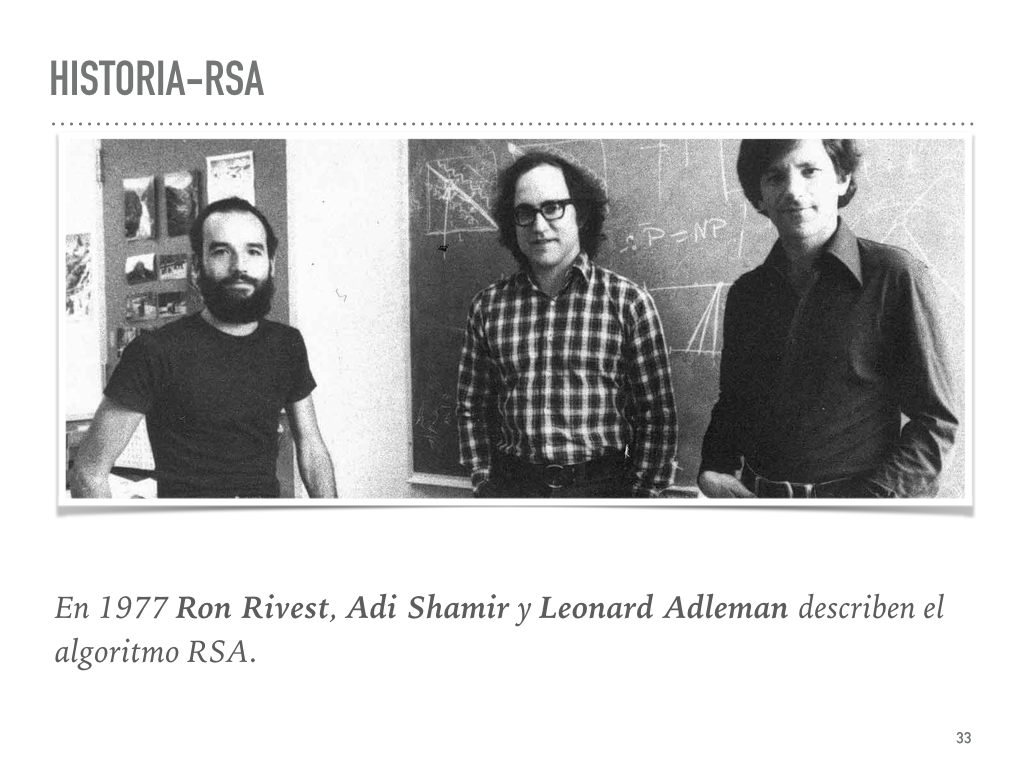 HISTORIA-RSA
∴ P = NP
En 1977 Ron Rivest, Adi Shamir y Leonard Adleman describen el
algoritmo RSA.
33